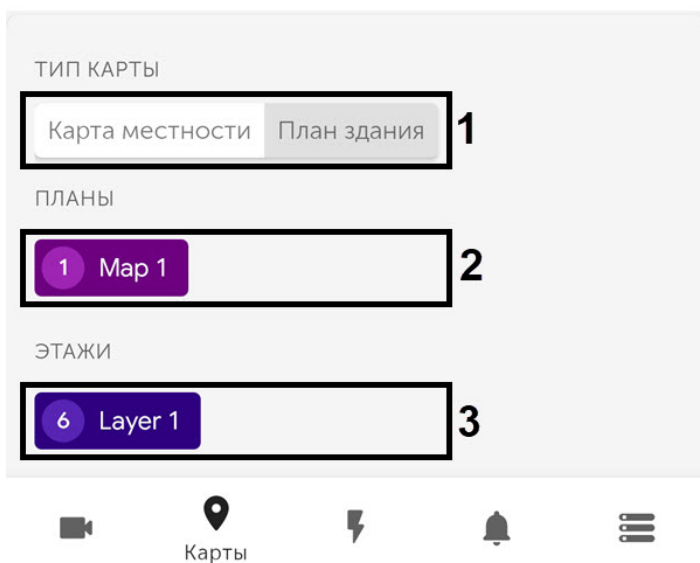 ТИП КАРТЫ
Карта местности План здания 1
ПЛАНЫ
1 Map 1 2
ЭТАЖИ
6 Layer 1 3
Карты